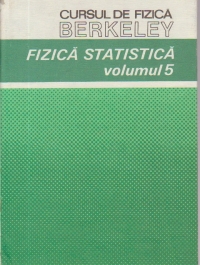 CURSUL DE FIZICĂ
BERKELEY
FIZICĂ STATISTICĂ
volumul 5